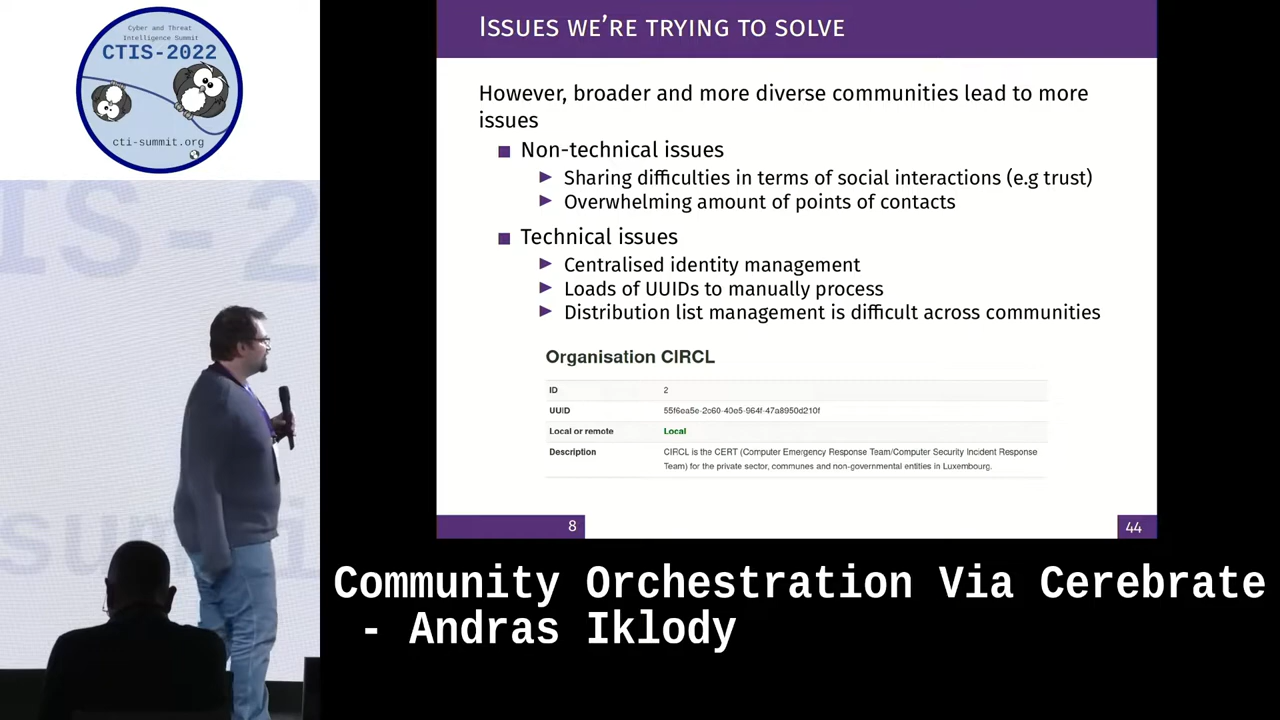 Cyber and Threat
Intelligence Summit
CTIS-2022
cti-summit.org
IS-2
ISSUES WE'RE TRYING TO SOLVE
However, broader and more diverse communities lead to more
issues
Non-technical issues
Sharing difficulties in terms of social interactions (e.g trust)
Overwhelming amount of points of contacts
Technical issues
Centralised identity management
Loads of UUIDs to manually process
Distribution list management is difficult across communities
Organisation CIRCL
ID 2
UUID 55f6ea5e-2c60-40e5-964f-47a8950d210f
Local or remote Local
Description CIRCL is the CERT (Computer Emergency Response Team/Computer Security Incident Response
Team) for the private sector, communes and non-governmental entities in Luxembourg.
8 44
Community Orchestration Via Cerebrate
- Andras Iklody